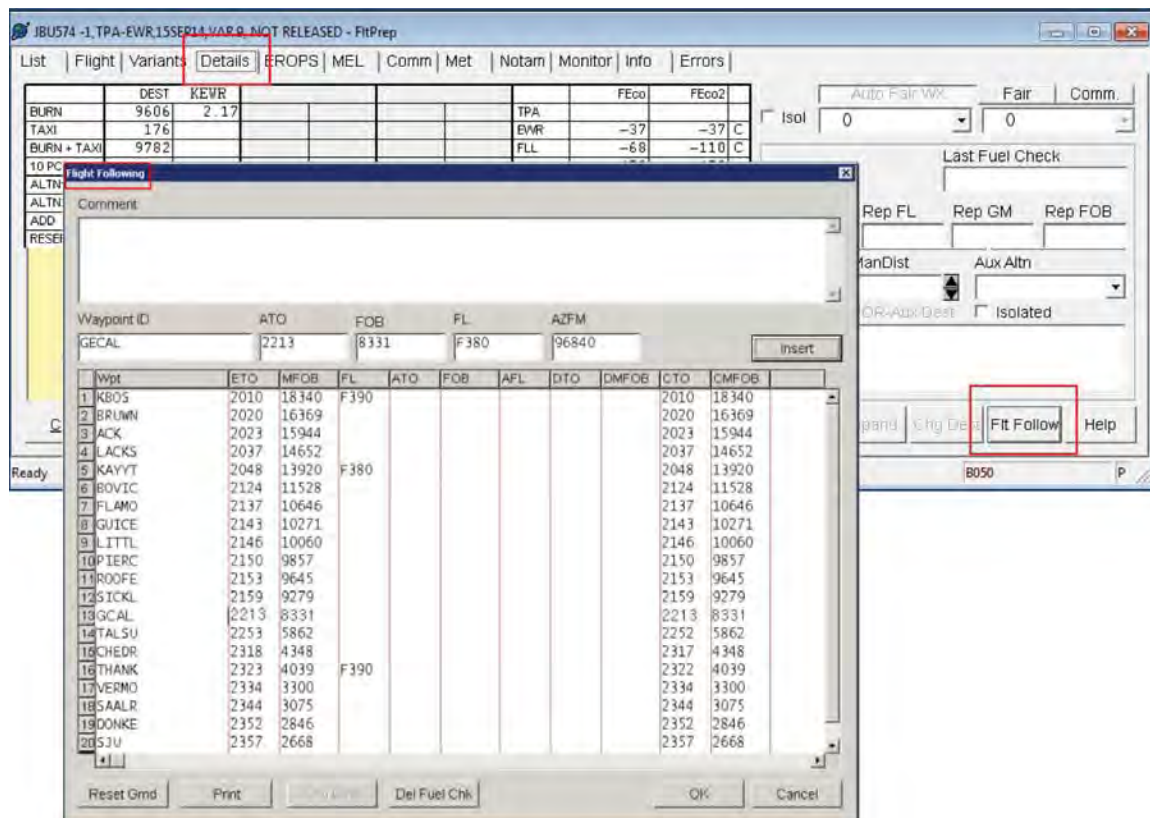 JBU574 -1,TPA-EWR,15SEP14,VAR 9, NOT RELEASED - FltPrep
List Flight Variants Details EROPS MEL Comm Met Notam Monitor Info Errors
DEST KEWR FEco FEco2
BURN 9606 2.17 TPA
TAXI 176 EWR -37 -37 C
BURN + TAXI 9782 FLL -68 -110 C
10 PC
ALTN
ALTN
ADD
RESE
Isol Auto Fair WX Fair Comm.
0 0
Last Fuel Check
Rep FL Rep GM Rep FOB
ManDist Aux Altn
Isolated
Chg Dest Flt Follow Help
Ready B050 P
Flight Following
Comment
Waypoint ID ATO FOB FL AZFM
GECAL 2213 8331 F380 96840 Insert
Wpt ETO MFOB FL ATO FOB AFL DTO DMFOB CTO CMFOB
1 KBOS 2010 18340 F390 2010 18340
2 BRUWN 2020 16369 2020 16369
3 ACK 2023 15944 2023 15944
4 LACKS 2037 14652 2037 14652
5 KAYYT 2048 13920 F380 2048 13920
6 BOVIC 2124 11528 2124 11528
7 FLAMO 2137 10646 2137 10646
8 GUICE 2143 10271 2143 10271
9 LITTL 2146 10060 2146 10060
10 PIERC 2150 9857 2150 9857
11 ROOFE 2153 9645 2153 9645
12 SICKL 2159 9279 2159 9279
13 GCAL 2213 8331 2213 8331
14 TALSU 2253 5862 2252 5862
15 CHEDR 2318 4348 2317 4348
16 THANK 2323 4039 F390 2322 4039
17 VERMO 2334 3300 2334 3300
18 SAALR 2344 3075 2344 3075
19 DONKE 2352 2846 2352 2846
20 SJU 2357 2668 2357 2668
Reset Grnd Print Del Fuel Chk OK Cancel